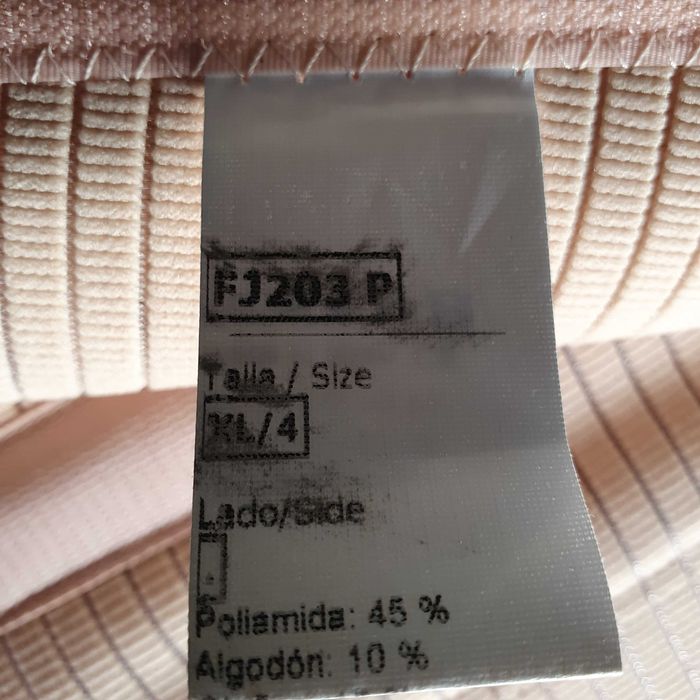 FJ203 P
Talla / Size
XL/4
Lado/Side
.
Poliamida: 45 %
Algodón: 10 %